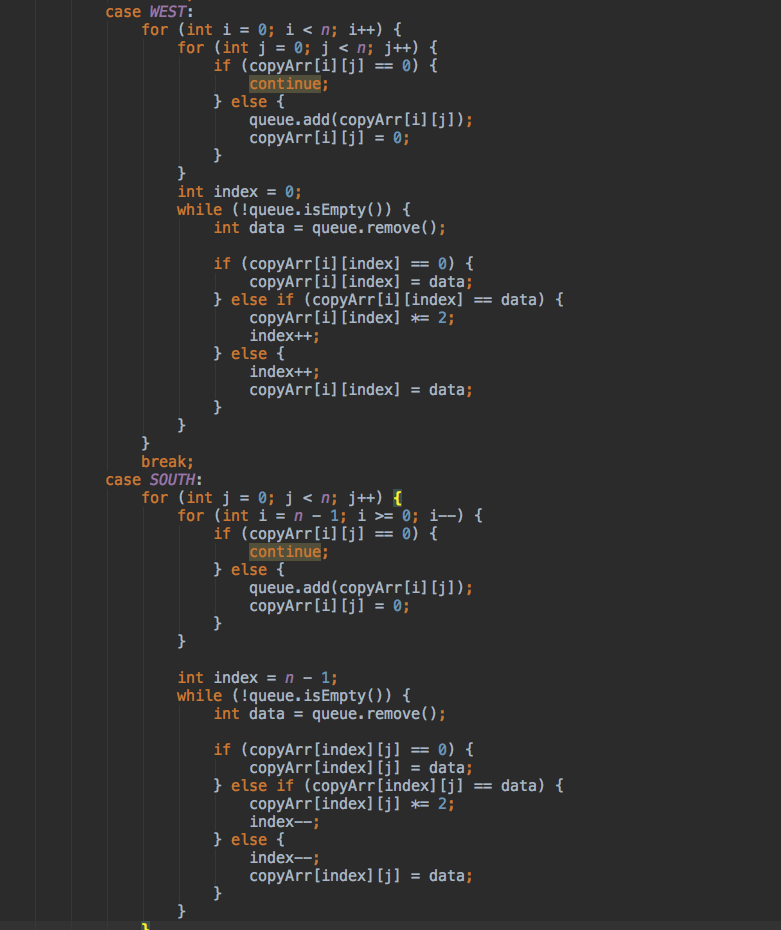 case WEST:
for (int i = 0; i < n; i++) {
for (int j = 0; j < n; j++) {
if (copyArr[i][j] == 0) {
continue;
} else {
queue.add(copyArr[i][j]);
copyArr[i][j] = 0;
}
}
int index = 0;
while (!queue.isEmpty()) {
int data = queue.remove();
if (copyArr[i][index] == 0) {
copyArr[i][index] = data;
} else if (copyArr[i][index] == data) {
copyArr[i][index] *= 2;
index++;
} else {
index++;
copyArr[i][index] = data;
}
}
}
break;
case SOUTH:
for (int j = 0; j < n; j++) {
for (int i = n - 1; i >= 0; i--) {
if (copyArr[i][j] == 0) {
continue;
} else {
queue.add(copyArr[i][j]);
copyArr[i][j] = 0;
}
}
int index = n - 1;
while (!queue.isEmpty()) {
int data = queue.remove();
if (copyArr[index][j] == 0) {
copyArr[index][j] = data;
} else if (copyArr[index][j] == data) {
copyArr[index][j] *= 2;
index--;
} else {
index--;
copyArr[index][j] = data;
}
}
}